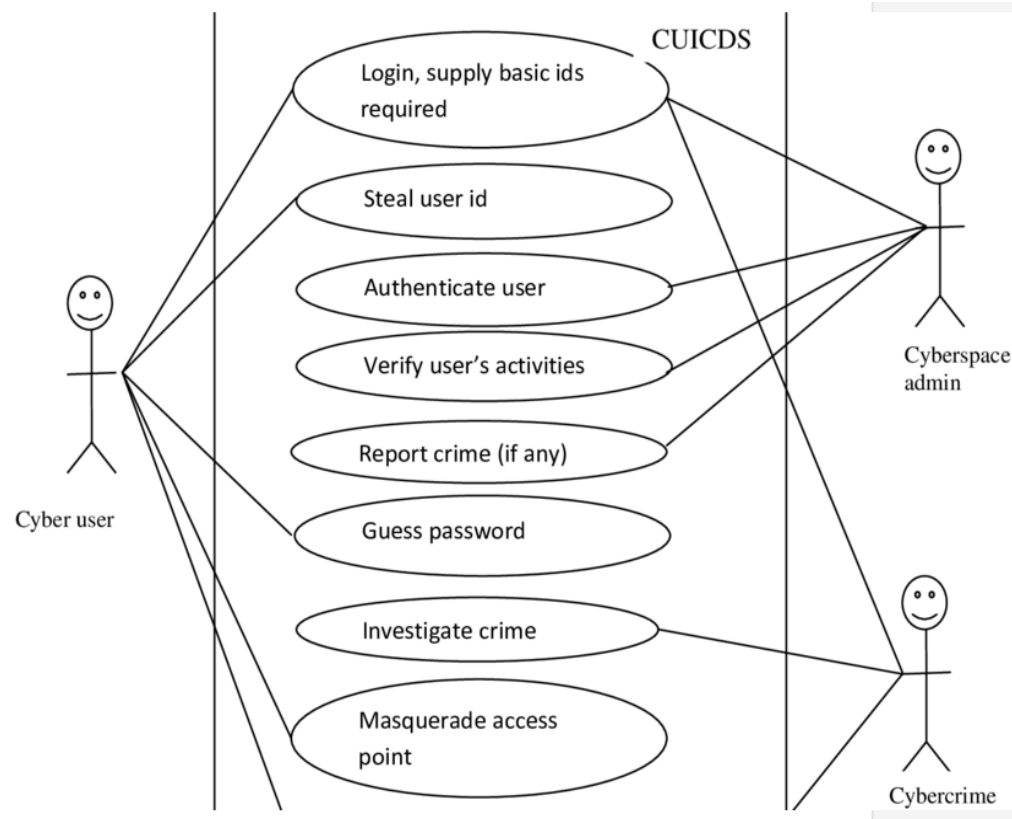 CUICDS
Login, supply basic ids
required
Steal user id
Authenticate user
Verify user’s activities
Report crime (if any)
Guess password
Investigate crime
Masquerade access
point
Cyber user
Cyberspace
admin
Cybercrime